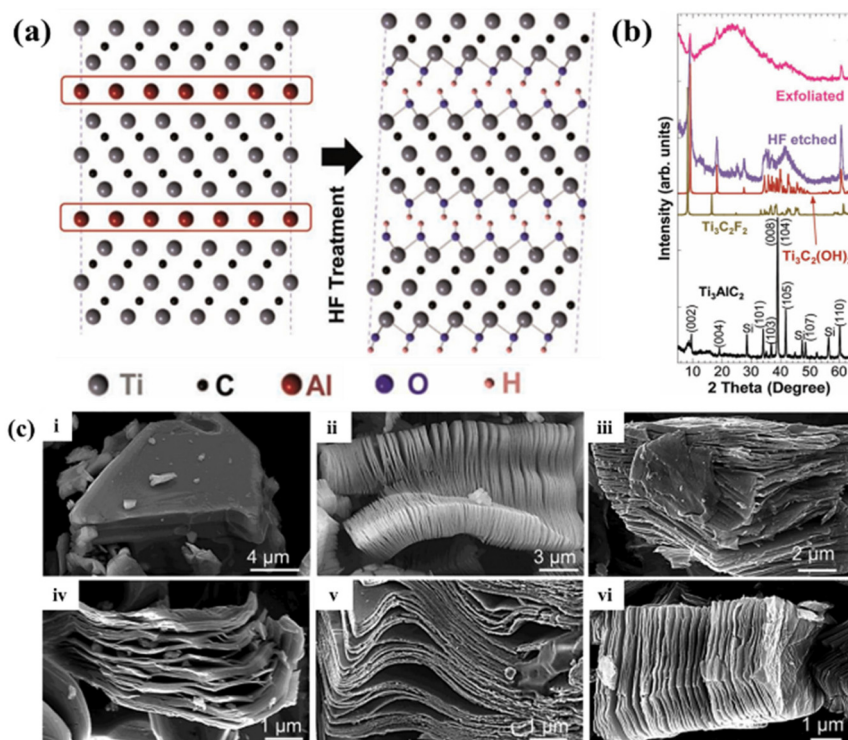 (a)
HF Treatment
Ti
C
Al
O
H
(b)
Intensity (arb. units)
Exfoliated
HF etched
Ti₃C₂F₂
Ti₃C₂(OH)
Ti₃AlC₂
(002)
(004)
Si
(101)
(103)
(008)
(104)
(105)
Si
(107)
Si
(110)
10
20
30
40
50
60
2 Theta (Degree)
(c)
i
4 µm
ii
3 µm
iii
2 µm
iv
1 µm
v
1 µm
vi
1 µm